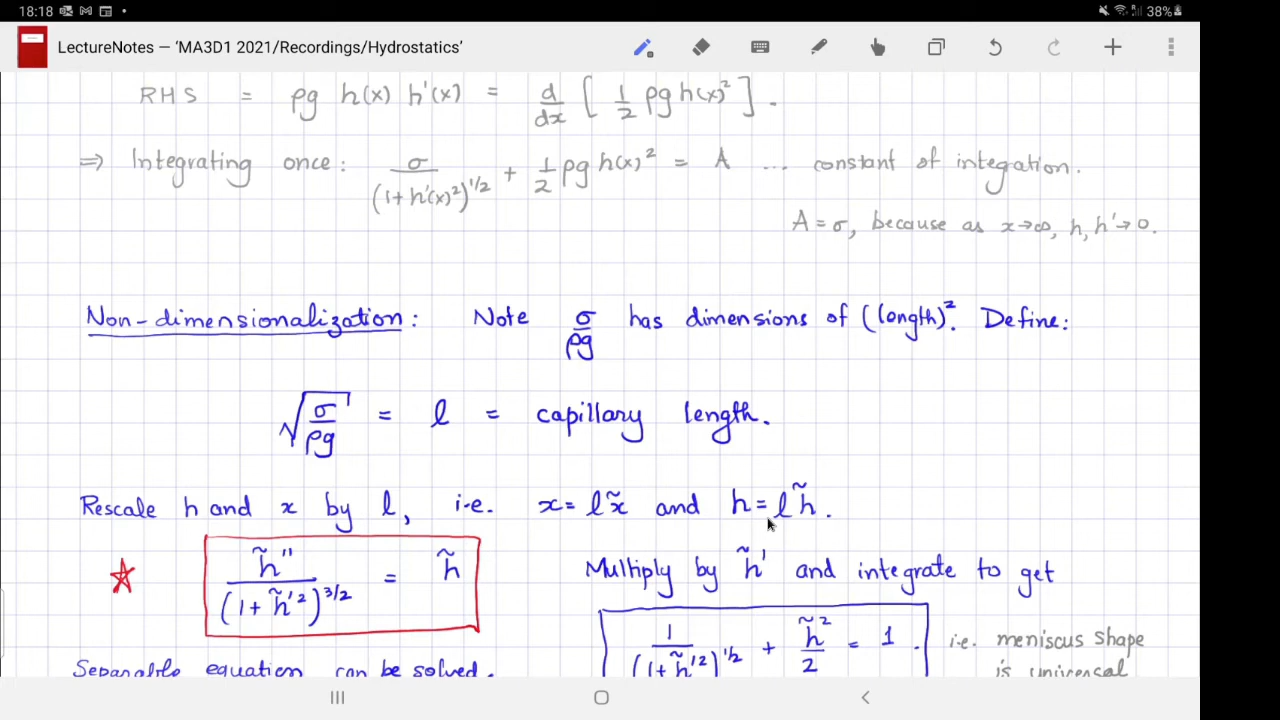 18:18 38%
LectureNotes — 'MA3D1 2021/Recordings/Hydrostatics'
RHS = ρg h(x) h'(x) = d/dx [ 1/2 ρg h(x)² ] .
⇒ Integrating once: σ/(1+h'(x)²)^1/2 + 1/2 ρg h(x)² = A ... constant of integration.
A = σ, because as x→∞, h, h'→0.
Non-dimensionalization: Note σ/ρg has dimensions of (length)². Define:
√(σ/ρg) = l = capillary length.
Rescale h and x by l, i.e. x = l x̃ and h = l h̃.
☆ h̃''/(1+h̃'²)^3/2 = h̃ Multiply by h̃' and integrate to get
1/(1+h̃'²)^1/2 + h̃²/2 = 1 . i.e. meniscus shape
Separable equation can be solved. is universal